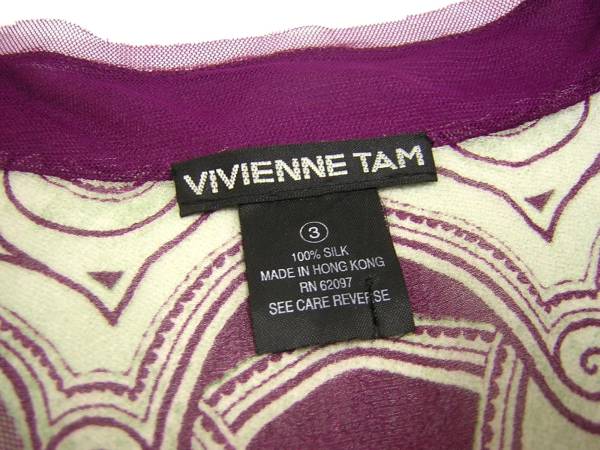 VIVIENNE TAM
3
100% SILK
MADE IN HONG KONG
RN 62097
SEE CARE REVERSE